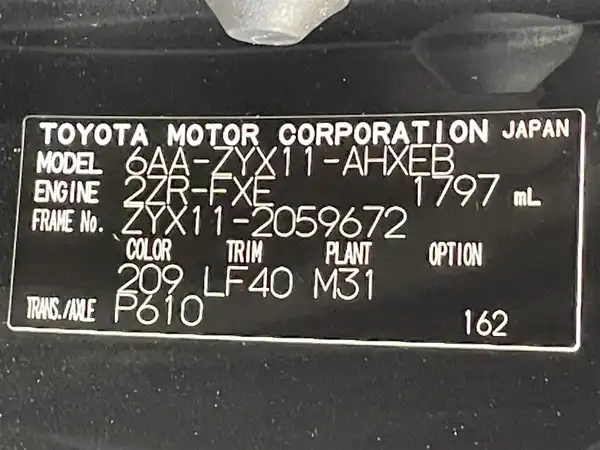 TOYOTA MOTOR CORPORATION JAPAN
MODEL 6AA-ZYX11-AHXEB
ENGINE 2ZR-FXE 1797 mL
FRAME No. ZYX11-2059672
COLOR TRIM PLANT OPTION
209 LF40 M31
TRANS./AXLE P610 162